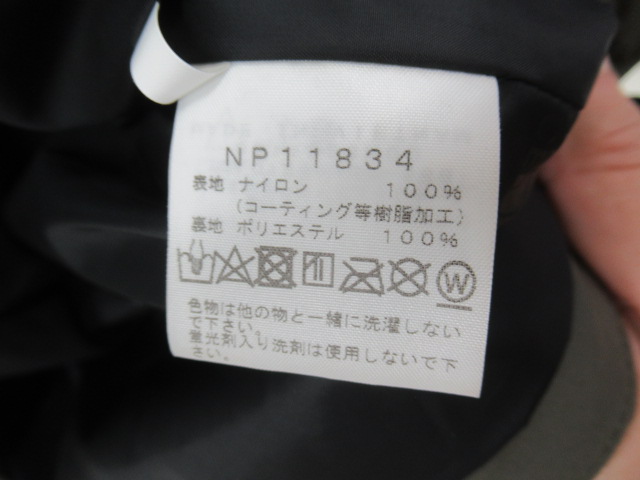 NP11834
表地 ナイロン 100%
(コーティング等樹脂加工)
裏地 ポリエステル 100%
W
色物は他の物と一緒に洗濯しない
で下さい。
蛍光剤入り洗剤は使用しないで下
さい。